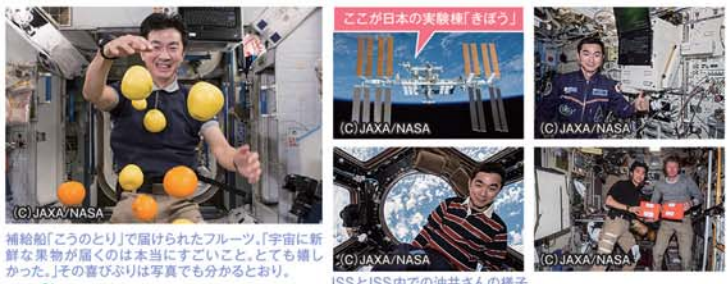 ここが日本の実験棟「きぼう」
(C)JAXA/NASA
(C)JAXA/NASA
(C)JAXA/NASA
(C)JAXA/NASA
(C)JAXA/NASA
補給船「こうのとり」で届けられたフルーツ。「宇宙に新
鮮な果物が届くのは本当にすごいこと。とても嬉し
かった。」その喜びぶりは写真でも分かるとおり。
ISSとISS内での油井さんの様子